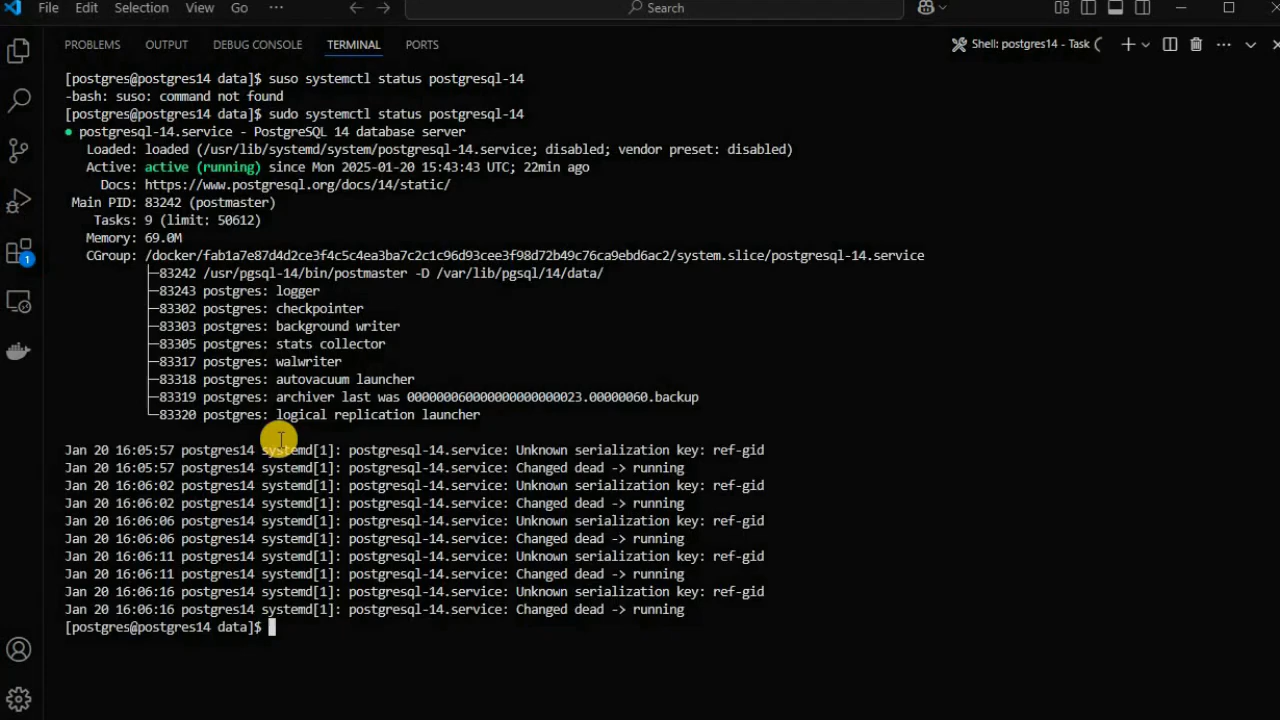 File Edit Selection View Go ··· Search
PROBLEMS OUTPUT DEBUG CONSOLE TERMINAL PORTS Shell: postgres14 - Task
[postgres@postgres14 data]$ suso systemctl status postgresql-14
-bash: suso: command not found
[postgres@postgres14 data]$ sudo systemctl status postgresql-14
● postgresql-14.service - PostgreSQL 14 database server
Loaded: loaded (/usr/lib/systemd/system/postgresql-14.service; disabled; vendor preset: disabled)
Active: active (running) since Mon 2025-01-20 15:43:43 UTC; 22min ago
Docs: https://www.postgresql.org/docs/14/static/
Main PID: 83242 (postmaster)
Tasks: 9 (limit: 50612)
Memory: 69.0M
CGroup: /docker/fab1a7e87d4d2ce3f4c5c4ea3ba7c2c1c96d93cee3f98d72b49c76ca9ebd6ac2/system.slice/postgresql-14.service
├─83242 /usr/pgsql-14/bin/postmaster -D /var/lib/pgsql/14/data/
├─83243 postgres: logger
├─83302 postgres: checkpointer
├─83303 postgres: background writer
├─83305 postgres: stats collector
├─83317 postgres: walwriter
├─83318 postgres: autovacuum launcher
├─83319 postgres: archiver last was 000000060000000000000023.00000060.backup
└─83320 postgres: logical replication launcher
Jan 20 16:05:57 postgres14 systemd[1]: postgresql-14.service: Unknown serialization key: ref-gid
Jan 20 16:05:57 postgres14 systemd[1]: postgresql-14.service: Changed dead -> running
Jan 20 16:06:02 postgres14 systemd[1]: postgresql-14.service: Unknown serialization key: ref-gid
Jan 20 16:06:02 postgres14 systemd[1]: postgresql-14.service: Changed dead -> running
Jan 20 16:06:06 postgres14 systemd[1]: postgresql-14.service: Unknown serialization key: ref-gid
Jan 20 16:06:06 postgres14 systemd[1]: postgresql-14.service: Changed dead -> running
Jan 20 16:06:11 postgres14 systemd[1]: postgresql-14.service: Unknown serialization key: ref-gid
Jan 20 16:06:11 postgres14 systemd[1]: postgresql-14.service: Changed dead -> running
Jan 20 16:06:16 postgres14 systemd[1]: postgresql-14.service: Unknown serialization key: ref-gid
Jan 20 16:06:16 postgres14 systemd[1]: postgresql-14.service: Changed dead -> running
[postgres@postgres14 data]$
1